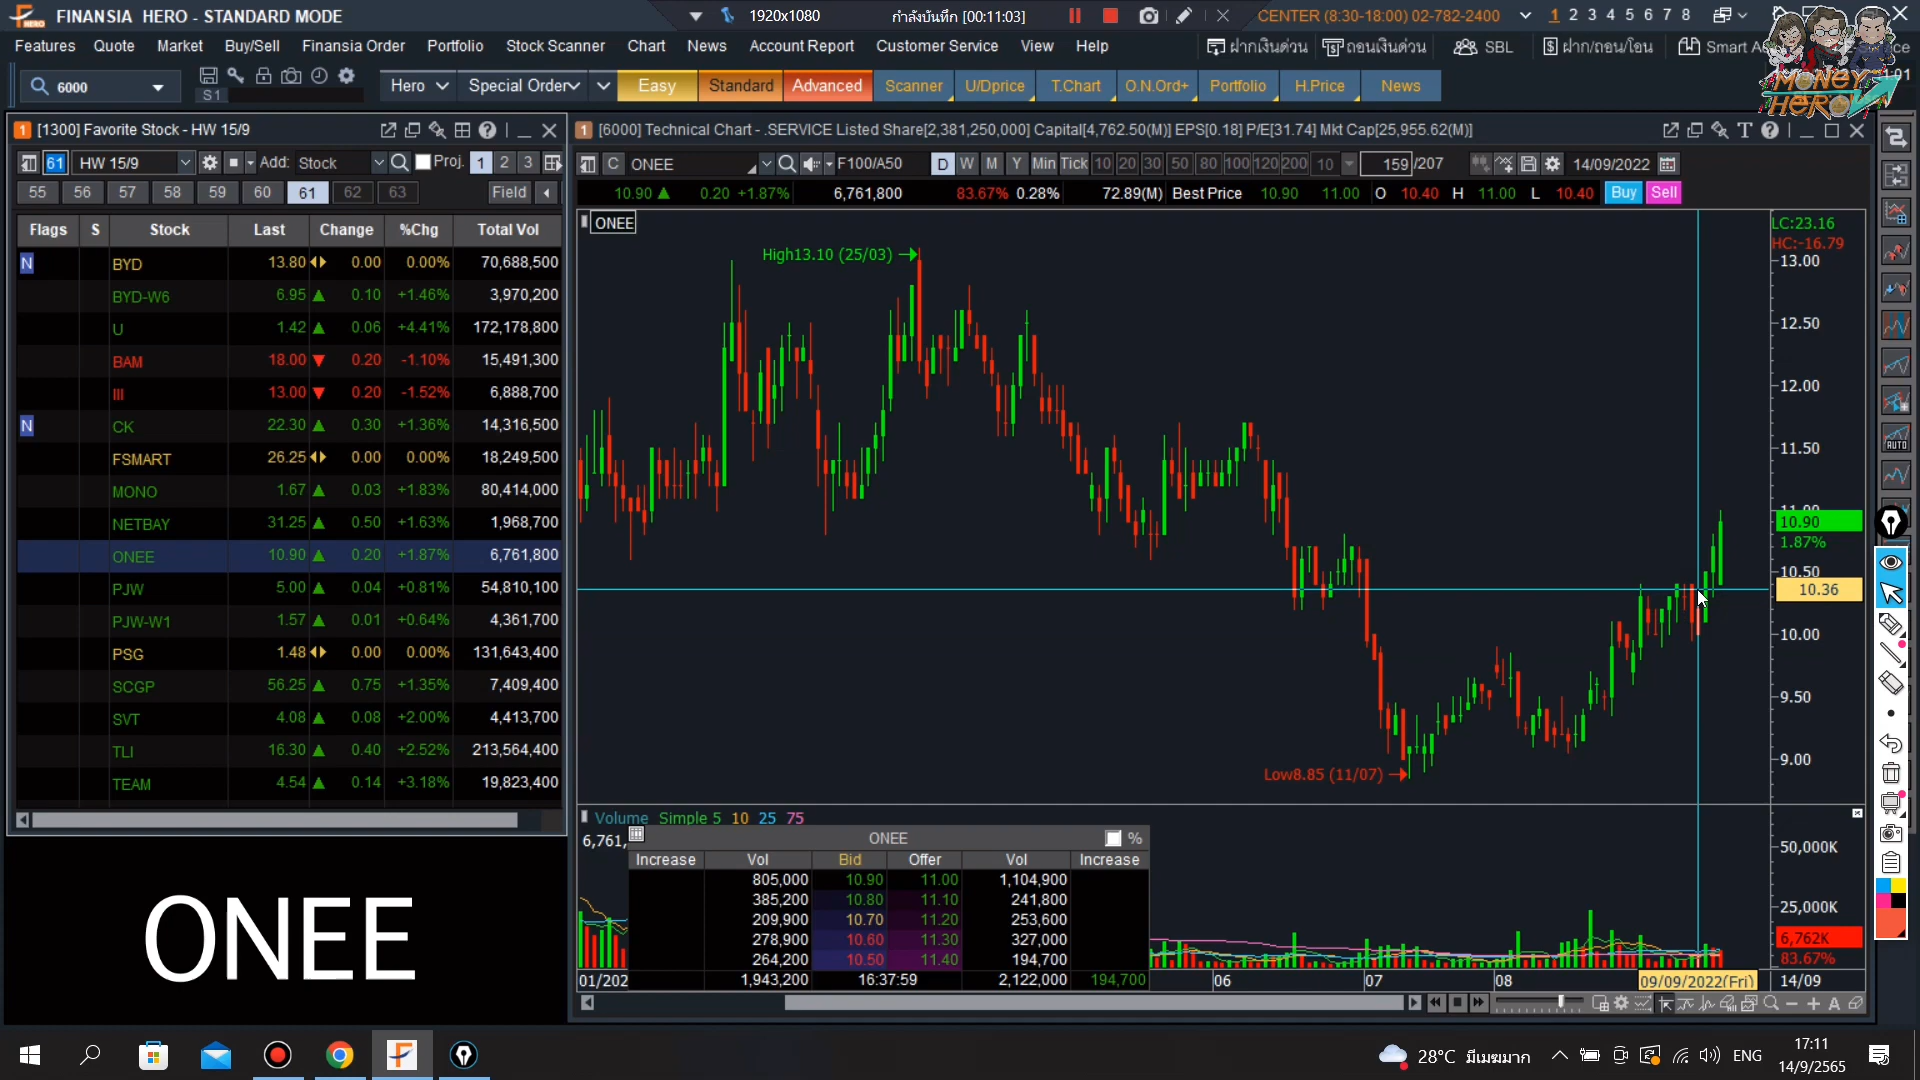 FINANSIA HERO - STANDARD MODE
1920x1080
กำลังบันทึก [00:11:03]
CENTER (8:30-18:00) 02-782-2400
1 2 3 4 5 6 7 8
Features Quote Market Buy/Sell Finansia Order Portfolio Stock Scanner Chart News Account Report Customer Service View Help
ฝากเงินด่วน ถอนเงินด่วน SBL ฝาก/ถอน/โอน
MONEY HERO
6000
S1
Hero Special Order Easy Standard Advanced Scanner U/Dprice T.Chart O.N.Ord+ Portfolio H.Price News
1 [1300] Favorite Stock - HW 15/9
61 HW 15/9 Add: Stock Proj. 1 2 3
55 56 57 58 59 60 61 62 63 Field
Flags S Stock Last Change %Chg Total Vol
N BYD 13.80 0.00 0.00% 70,688,500
BYD-W6 6.95 0.10 +1.46% 3,970,200
U 1.42 0.06 +4.41% 172,178,800
BAM 18.00 0.20 -1.10% 15,491,300
III 13.00 0.20 -1.52% 6,888,700
N CK 22.30 0.30 +1.36% 14,316,500
FSMART 26.25 0.00 0.00% 18,249,500
MONO 1.67 0.03 +1.83% 80,414,000
NETBAY 31.25 0.50 +1.63% 1,968,700
ONEE 10.90 0.20 +1.87% 6,761,800
PJW 5.00 0.04 +0.81% 54,810,100
PJW-W1 1.57 0.01 +0.64% 4,361,700
PSG 1.48 0.00 0.00% 131,643,400
SCGP 56.25 0.75 +1.35% 7,409,400
SVT 4.08 0.08 +2.00% 4,413,700
TLI 16.30 0.40 +2.52% 213,564,400
TEAM 4.54 0.14 +3.18% 19,823,400
ONEE
1 [6000] Technical Chart - .SERVICE Listed Share[2,381,250,000] Capital[4,762.50(M)] EPS[0.18] P/E[31.74] Mkt Cap[25,955.62(M)]
C ONEE F100/A50 D W M Y Min Tick 10 20 30 50 80 100 120 200 10 159/207 14/09/2022
10.90 0.20 +1.87% 6,761,800 83.67% 0.28% 72.89(M) Best Price 10.90 11.00 O 10.40 H 11.00 L 10.40 Buy Sell
ONEE
LC:23.16
HC:-16.79
High13.10 (25/03)
13.00
12.50
12.00
11.50
10.90
1.87%
10.50
10.36
10.00
9.50
9.00
Low8.85 (11/07)
AUTO
Volume Simple 5 10 25 75
6,761,
ONEE %
Increase Vol Bid Offer Vol Increase
805,000 10.90 11.00 1,104,900
385,200 10.80 11.10 241,800
209,900 10.70 11.20 253,600
278,900 10.60 11.30 327,000
264,200 10.50 11.40 194,700
1,943,200 16:37:59 2,122,000 194,700
50,000K
25,000K
6,762K
83.67%
01/202 06 07 08 09/09/2022(Fri) 14/09
28°C มีเมฆมาก ENG
17:11
14/9/2565